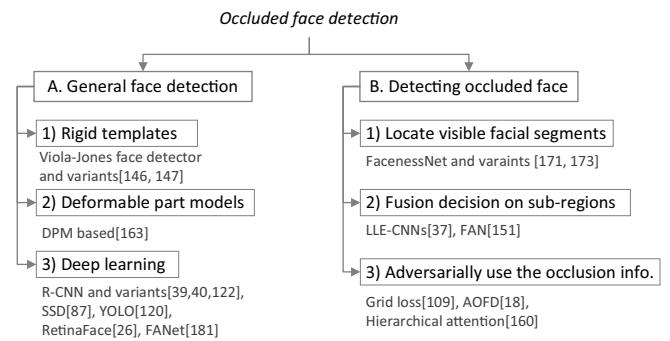 Occluded face detection
A. General face detection
1) Rigid templates
Viola-Jones face detector
and variants[146, 147]
2) Deformable part models
DPM based[163]
3) Deep learning
R-CNN and variants[39,40,122],
SSD[87], YOLO[120],
RetinaFace[26], FANet[181]
B. Detecting occluded face
1) Locate visible facial segments
FacenessNet and varaints [171, 173]
2) Fusion decision on sub-regions
LLE-CNNs[37], FAN[151]
3) Adversarially use the occlusion info.
Grid loss[109], AOFD[18],
Hierarchical attention[160]